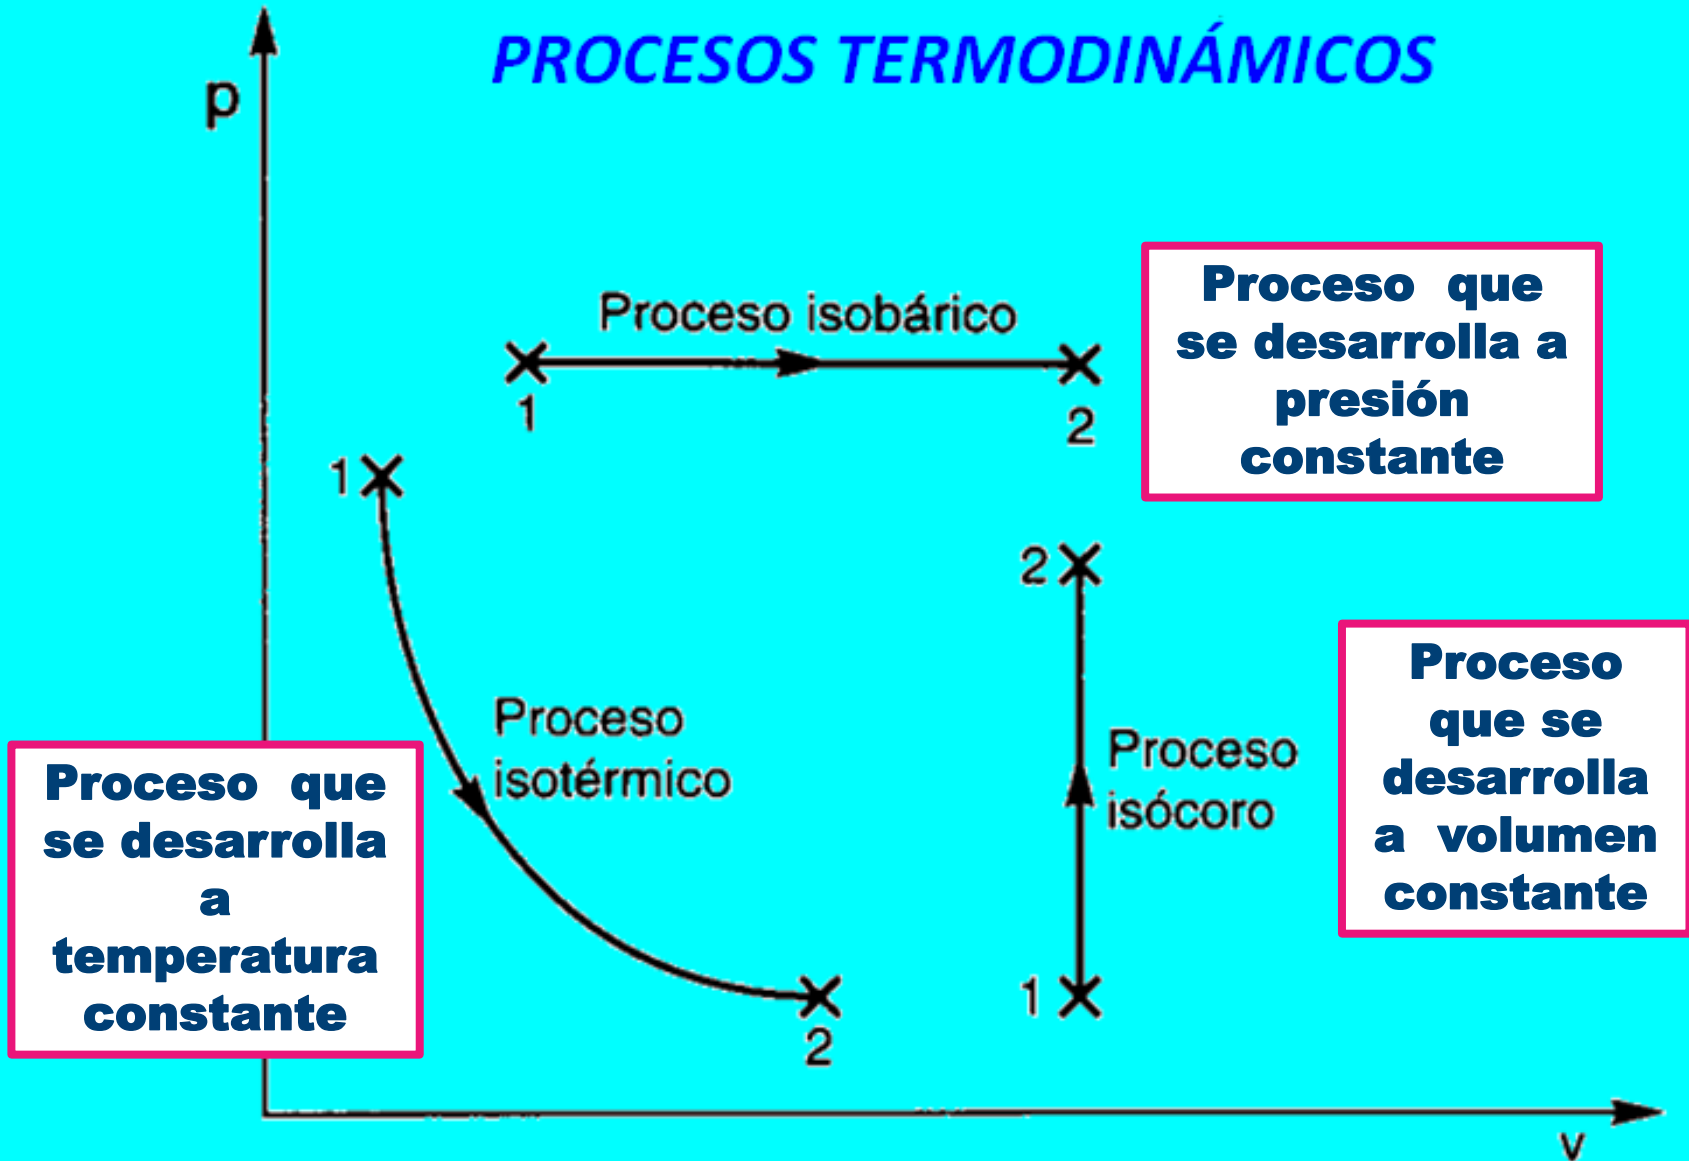 PROCESOS TERMODINÁMICOS
p
Proceso isobárico
1
2
Proceso que
se desarrolla a
presión
constante
1
Proceso
isotérmico
2
Proceso que
se desarrolla
a
temperatura
constante
2
Proceso
isócoro
1
Proceso
que se
desarrolla
a volumen
constante
v